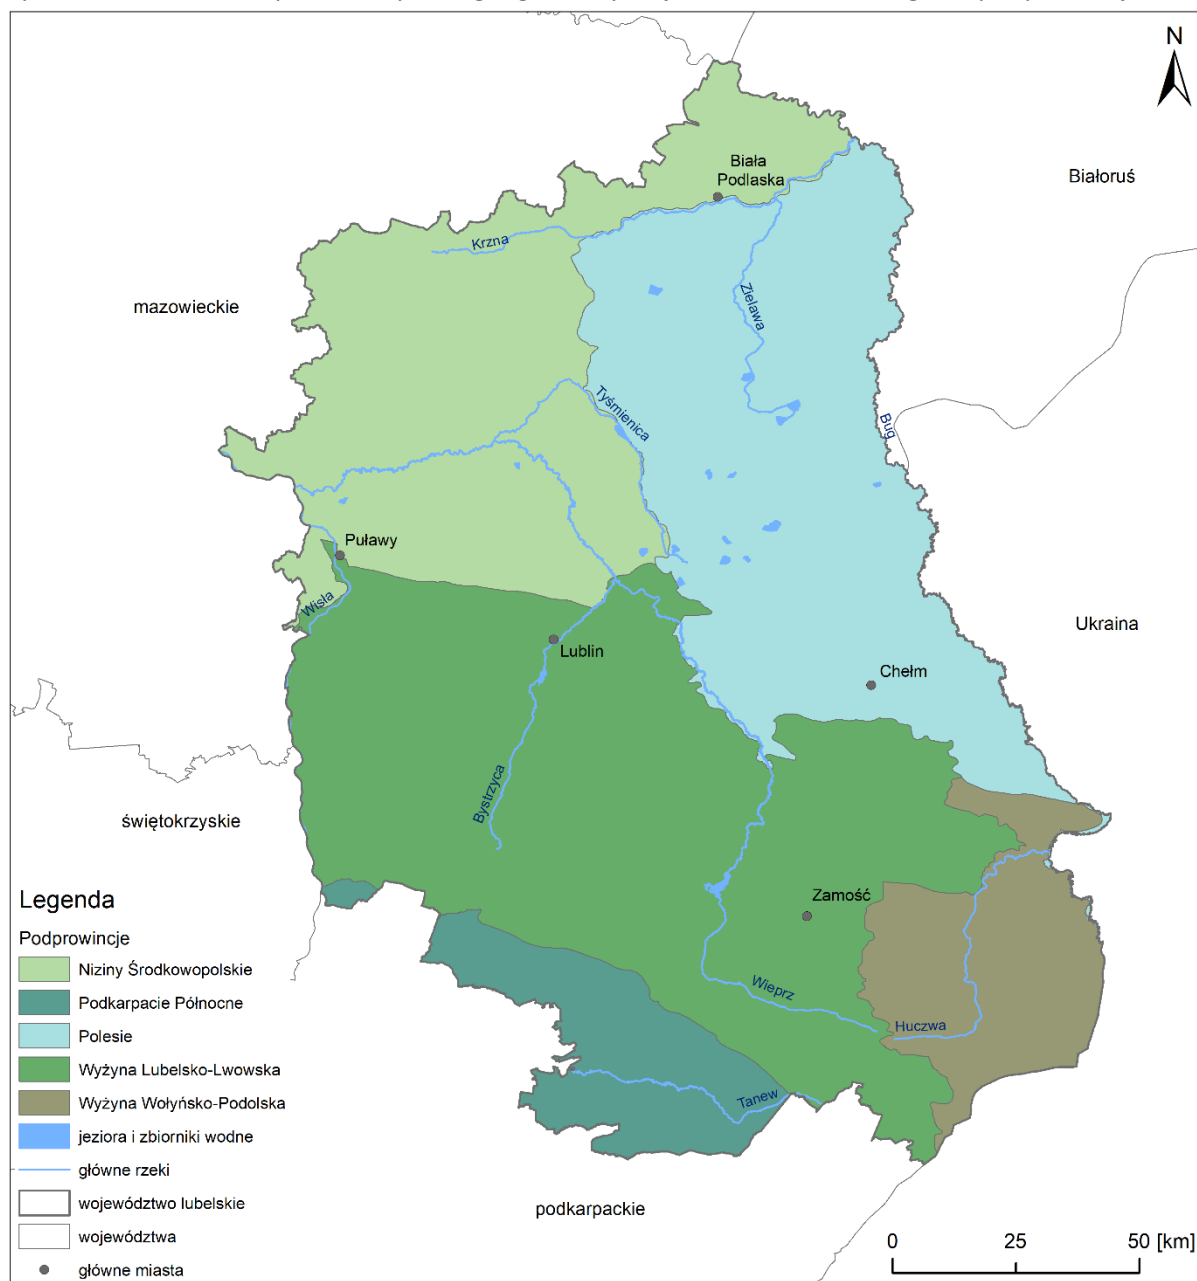 N
Biała
Podlaska
Białoruś
Krzna
mazowieckie
Zielawa
Tyśmienica
Bug
Puławy
Wisła
Ukraina
Lublin
Chełm
Bystrzyca
świętokrzyskie
Zamość
Wieprz
Huczwa
Tanew
podkarpackie
Legenda
Podprowincje
Niziny Środkowopolskie
Podkarpacie Północne
Polesie
Wyżyna Lubelsko-Lwowska
Wyżyna Wołyńsko-Podolska
jeziora i zbiorniki wodne
główne rzeki
województwo lubelskie
województwa
główne miasta
0 25 50 [km]